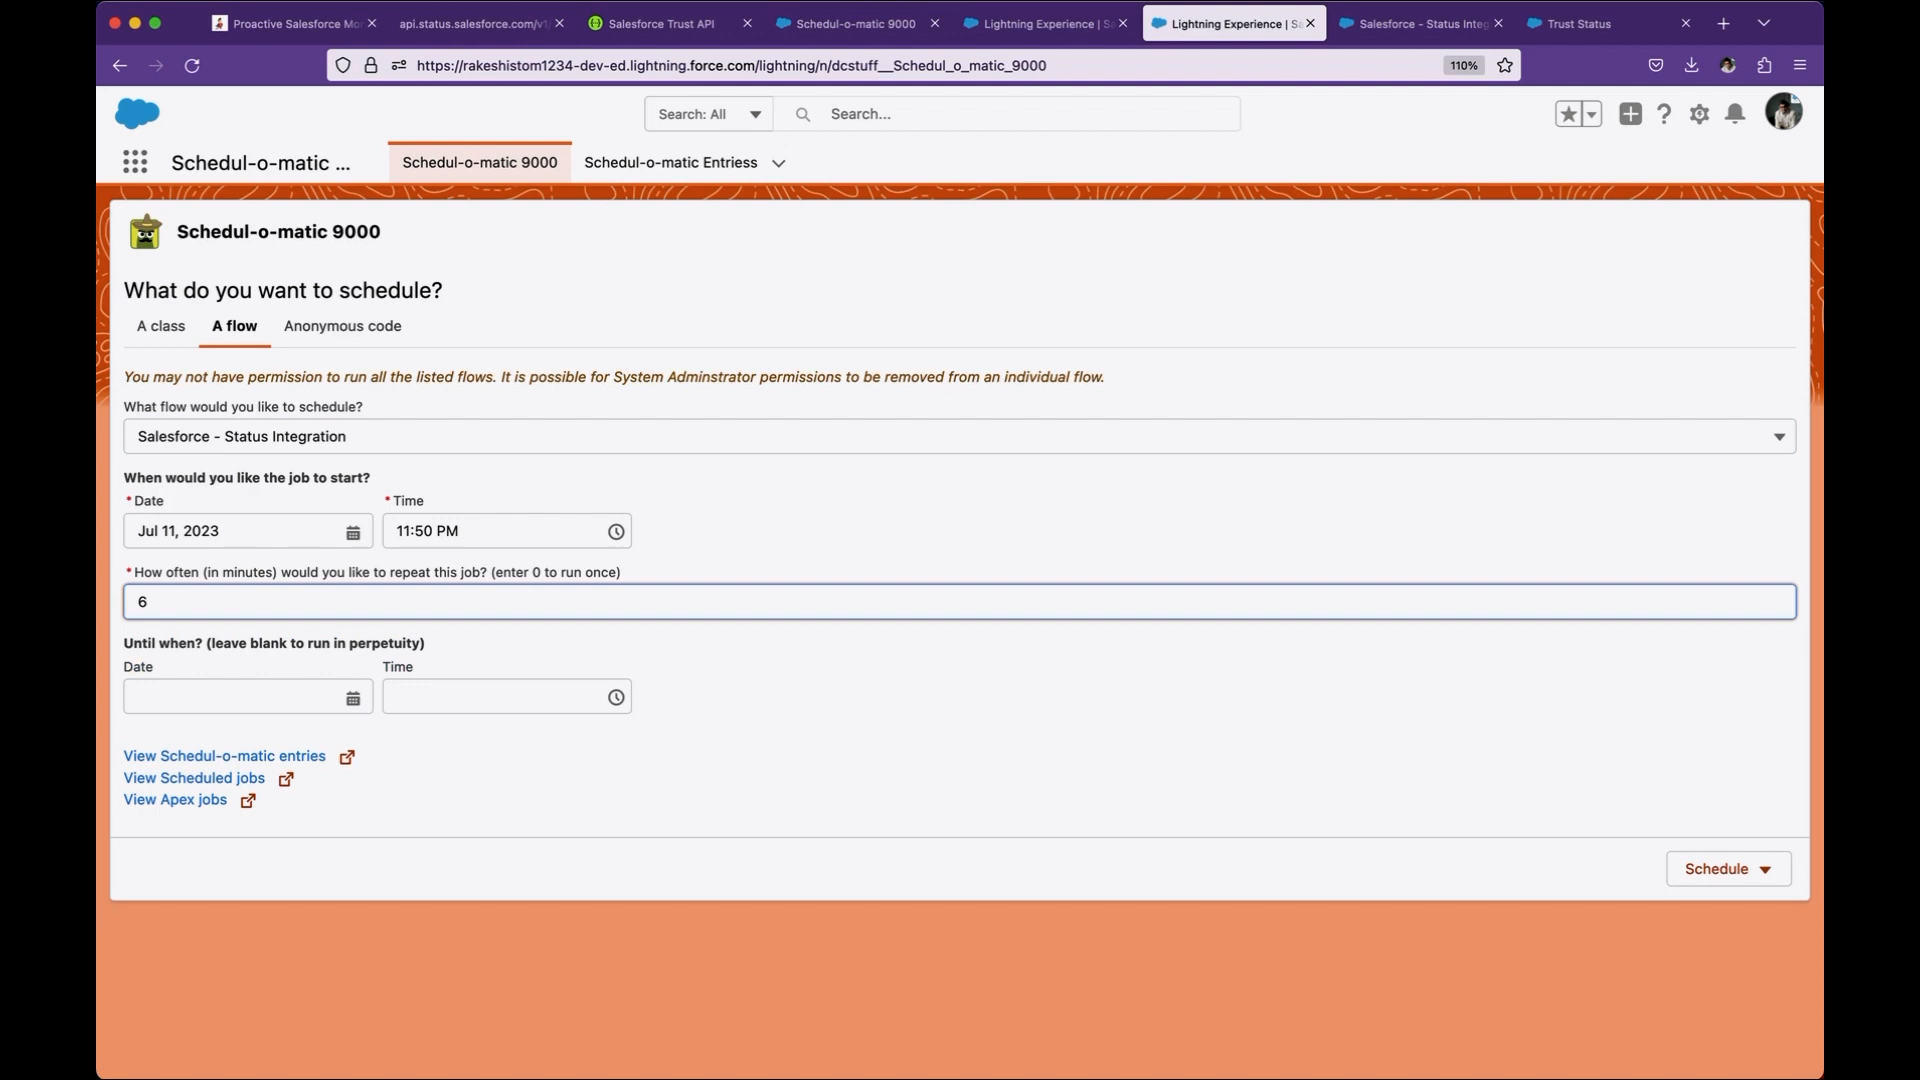 Proactive Salesforce Mo
api.status.salesforce.com/v1
Salesforce Trust API
Schedul-o-matic 9000
Lightning Experience | S
Lightning Experience | S
Salesforce - Status Integ
Trust Status
https://rakeshistom1234-dev-ed.lightning.force.com/lightning/n/dcstuff__Schedul_o_matic_9000
110%
Search: All
Search...
Schedul-o-matic ...
Schedul-o-matic 9000
Schedul-o-matic Entriess
Schedul-o-matic 9000
What do you want to schedule?
A class
A flow
Anonymous code
You may not have permission to run all the listed flows. It is possible for System Adminstrator permissions to be removed from an individual flow.
What flow would you like to schedule?
Salesforce - Status Integration
When would you like the job to start?
*Date
*Time
Jul 11, 2023
11:50 PM
*How often (in minutes) would you like to repeat this job? (enter 0 to run once)
6
Until when? (leave blank to run in perpetuity)
Date
Time
View Schedul-o-matic entries
View Scheduled jobs
View Apex jobs
Schedule